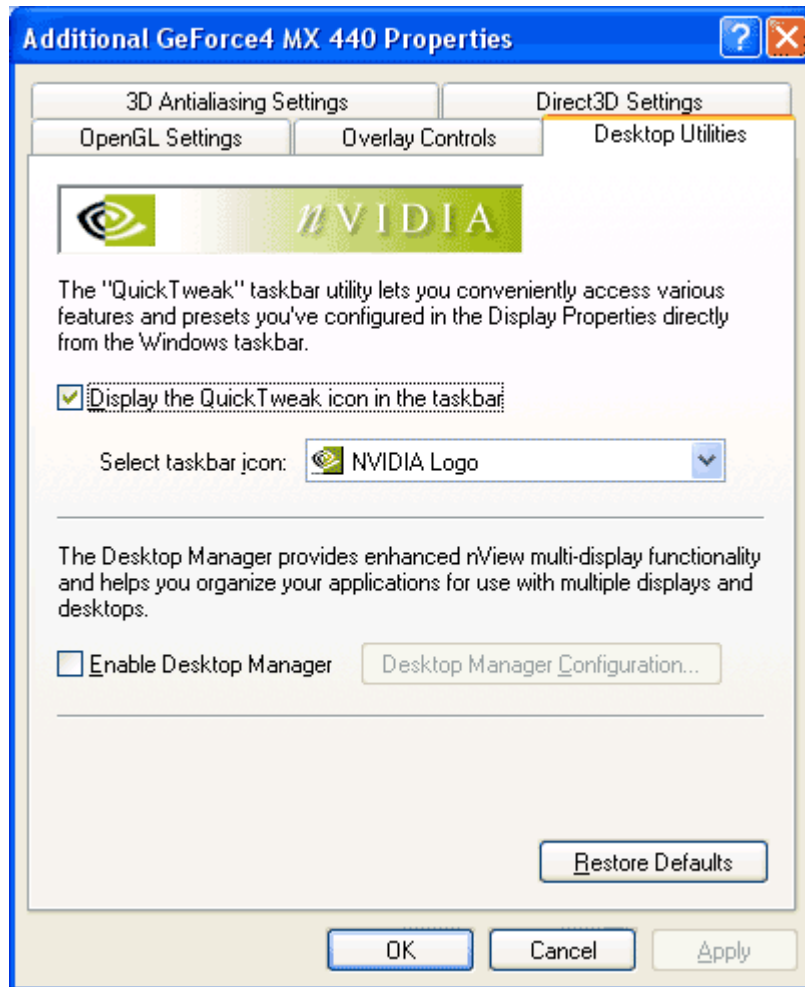 Additional GeForce4 MX 440 Properties
?
3D Antialiasing Settings
Direct3D Settings
OpenGL Settings
Overlay Controls
Desktop Utilities
nVIDIA
The "QuickTweak" taskbar utility lets you conveniently access various
features and presets you've configured in the Display Properties directly
from the Windows taskbar.
Display the QuickTweak icon in the taskbar
Select taskbar icon:
NVIDIA Logo
The Desktop Manager provides enhanced nView multi-display functionality
and helps you organize your applications for use with multiple displays and
desktops.
Enable Desktop Manager
Desktop Manager Configuration...
Restore Defaults
OK
Cancel
Apply